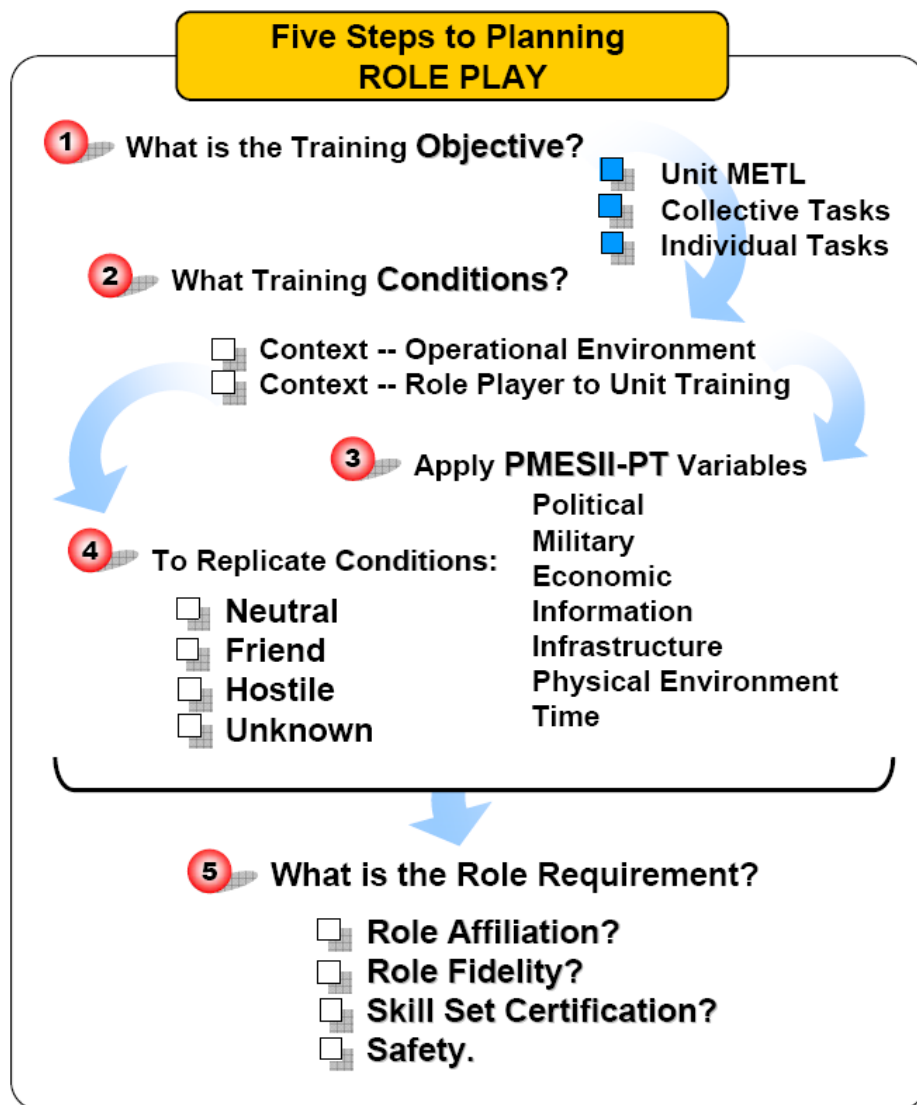 Five Steps to Planning
ROLE PLAY
1 What is the Training Objective?
Unit METL
Collective Tasks
Individual Tasks
2 What Training Conditions?
Context -- Operational Environment
Context -- Role Player to Unit Training
3 Apply PMESII-PT Variables
Political
Military
Economic
Information
Infrastructure
Physical Environment
Time
4 To Replicate Conditions:
Neutral
Friend
Hostile
Unknown
5 What is the Role Requirement?
Role Affiliation?
Role Fidelity?
Skill Set Certification?
Safety.